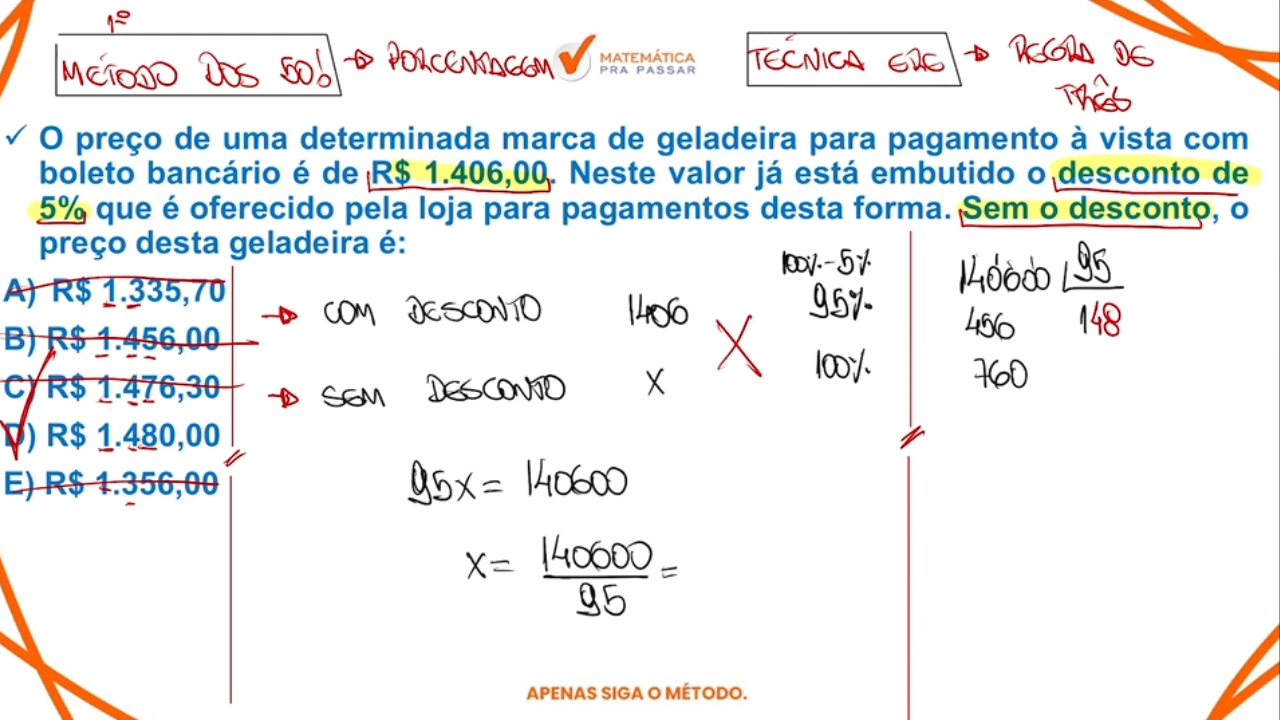 1º
MÉTODO DOS 50! → PORCENTAGEM
MATEMÁTICA
PRA PASSAR
TÉCNICA ERE → REGRA DE
TRÊS
✓ O preço de uma determinada marca de geladeira para pagamento à vista com
boleto bancário é de R$ 1.406,00. Neste valor já está embutido o desconto de
5% que é oferecido pela loja para pagamentos desta forma. Sem o desconto, o
preço desta geladeira é:
A) R$ 1.335,70
B) R$ 1.456,00
C) R$ 1.476,30
D) R$ 1.480,00
E) R$ 1.356,00
100%-5%
→ COM DESCONTO 1406 95%
→ SEM DESCONTO X 100%
95X = 140600
X = 140600 =
95
140600 95
456 148
760
APENAS SIGA O MÉTODO.